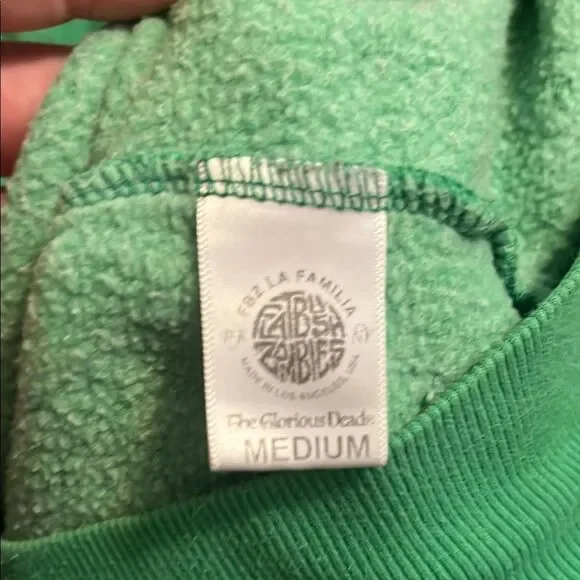 FBZ LA FAMILIA
FLATBUSH
ZOMBIES
MADE IN LOS ANGELES, USA
The Glorious Dead
MEDIUM